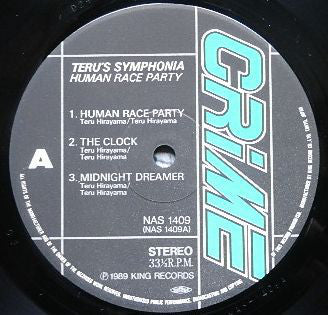 TERU'S SYMPHONIA
HUMAN RACE PARTY
1. HUMAN RACE PARTY
Teru Hirayama/Teru Hirayama
2. THE CLOCK
Teru Hirayama/
Teru Hirayama
3. MIDNIGHT DREAMER
Teru Hirayama/
Teru Hirayama
A
NAS 1409
(NAS 1409A)
STEREO
33⅓R.P.M.
Ⓟ1989 KING RECORDS
CRIME